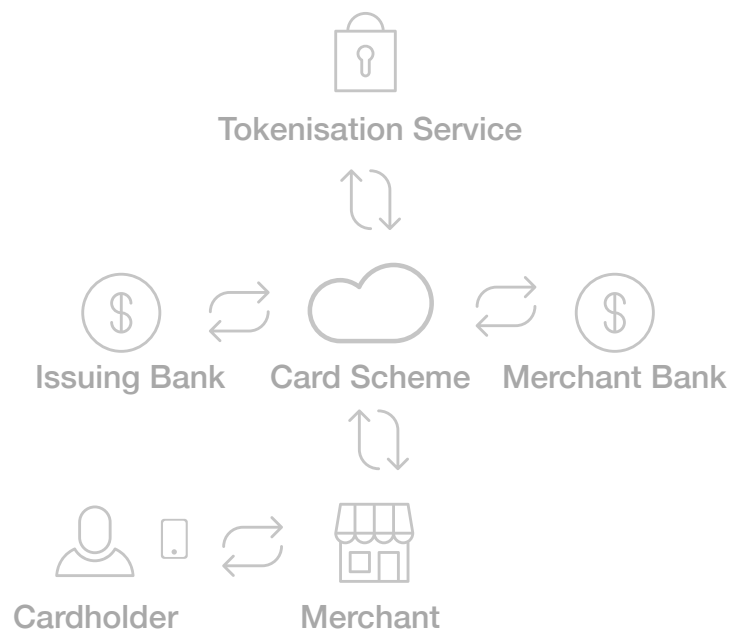 Tokenisation Service
Issuing Bank
Card Scheme
Merchant Bank
Cardholder
Merchant